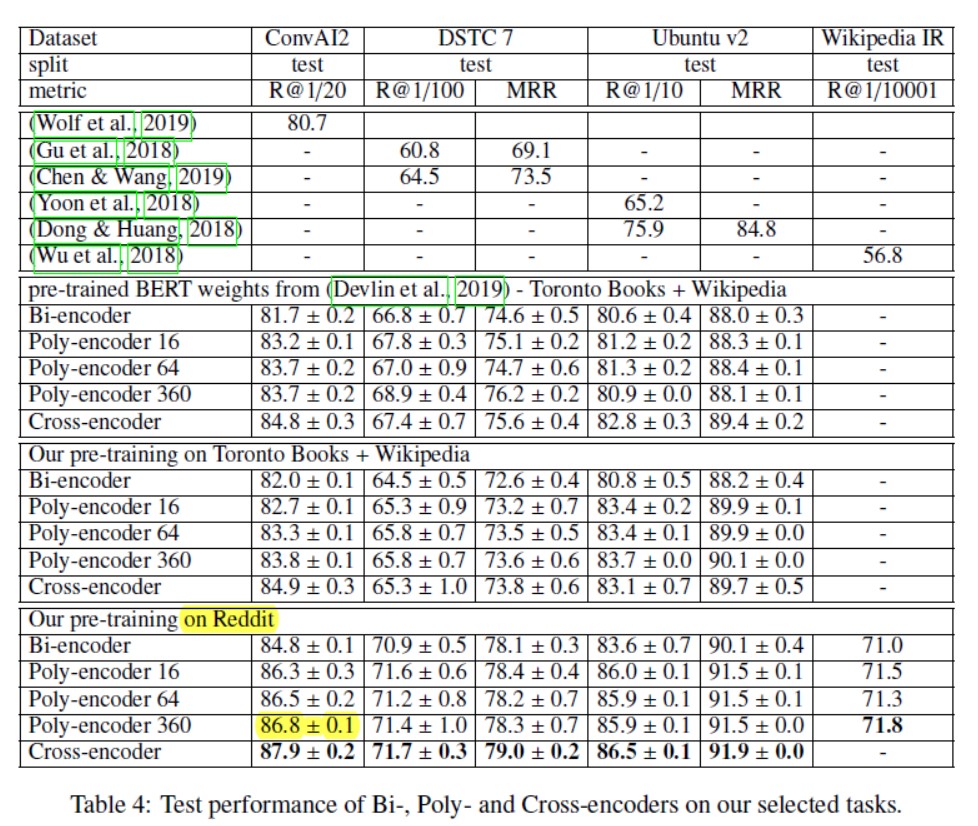 Dataset ConvAI2 DSTC 7 Ubuntu v2 Wikipedia IR
split test test test test
metric R@1/20 R@1/100 MRR R@1/10 MRR R@1/10001
(Wolf et al., 2019) 80.7
(Gu et al., 2018) - 60.8 69.1 - - -
(Chen & Wang, 2019) - 64.5 73.5 - - -
(Yoon et al., 2018) - - - 65.2 - -
(Dong & Huang, 2018) - - - 75.9 84.8 -
(Wu et al., 2018) - - - - - 56.8
pre-trained BERT weights from (Devlin et al., 2019) - Toronto Books + Wikipedia
Bi-encoder 81.7 ± 0.2 66.8 ± 0.7 74.6 ± 0.5 80.6 ± 0.4 88.0 ± 0.3 -
Poly-encoder 16 83.2 ± 0.1 67.8 ± 0.3 75.1 ± 0.2 81.2 ± 0.2 88.3 ± 0.1 -
Poly-encoder 64 83.7 ± 0.2 67.0 ± 0.9 74.7 ± 0.6 81.3 ± 0.2 88.4 ± 0.1 -
Poly-encoder 360 83.7 ± 0.2 68.9 ± 0.4 76.2 ± 0.2 80.9 ± 0.0 88.1 ± 0.1 -
Cross-encoder 84.8 ± 0.3 67.4 ± 0.7 75.6 ± 0.4 82.8 ± 0.3 89.4 ± 0.2 -
Our pre-training on Toronto Books + Wikipedia
Bi-encoder 82.0 ± 0.1 64.5 ± 0.5 72.6 ± 0.4 80.8 ± 0.5 88.2 ± 0.4 -
Poly-encoder 16 82.7 ± 0.1 65.3 ± 0.9 73.2 ± 0.7 83.4 ± 0.2 89.9 ± 0.1 -
Poly-encoder 64 83.3 ± 0.1 65.8 ± 0.7 73.5 ± 0.5 83.4 ± 0.1 89.9 ± 0.0 -
Poly-encoder 360 83.8 ± 0.1 65.8 ± 0.7 73.6 ± 0.6 83.7 ± 0.0 90.1 ± 0.0 -
Cross-encoder 84.9 ± 0.3 65.3 ± 1.0 73.8 ± 0.6 83.1 ± 0.7 89.7 ± 0.5 -
Our pre-training on Reddit
Bi-encoder 84.8 ± 0.1 70.9 ± 0.5 78.1 ± 0.3 83.6 ± 0.7 90.1 ± 0.4 71.0
Poly-encoder 16 86.3 ± 0.3 71.6 ± 0.6 78.4 ± 0.4 86.0 ± 0.1 91.5 ± 0.1 71.5
Poly-encoder 64 86.5 ± 0.2 71.2 ± 0.8 78.2 ± 0.7 85.9 ± 0.1 91.5 ± 0.1 71.3
Poly-encoder 360 86.8 ± 0.1 71.4 ± 1.0 78.3 ± 0.7 85.9 ± 0.1 91.5 ± 0.0 71.8
Cross-encoder 87.9 ± 0.2 71.7 ± 0.3 79.0 ± 0.2 86.5 ± 0.1 91.9 ± 0.0 -
Table 4: Test performance of Bi-, Poly- and Cross-encoders on our selected tasks.